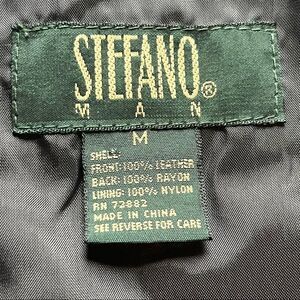 STEFANO®
MAN
M
SHELL:
FRONT: 100% LEATHER
BACK: 100% RAYON
LINING: 100% NYLON
RN 72882
MADE IN CHINA
SEE REVERSE FOR CARE